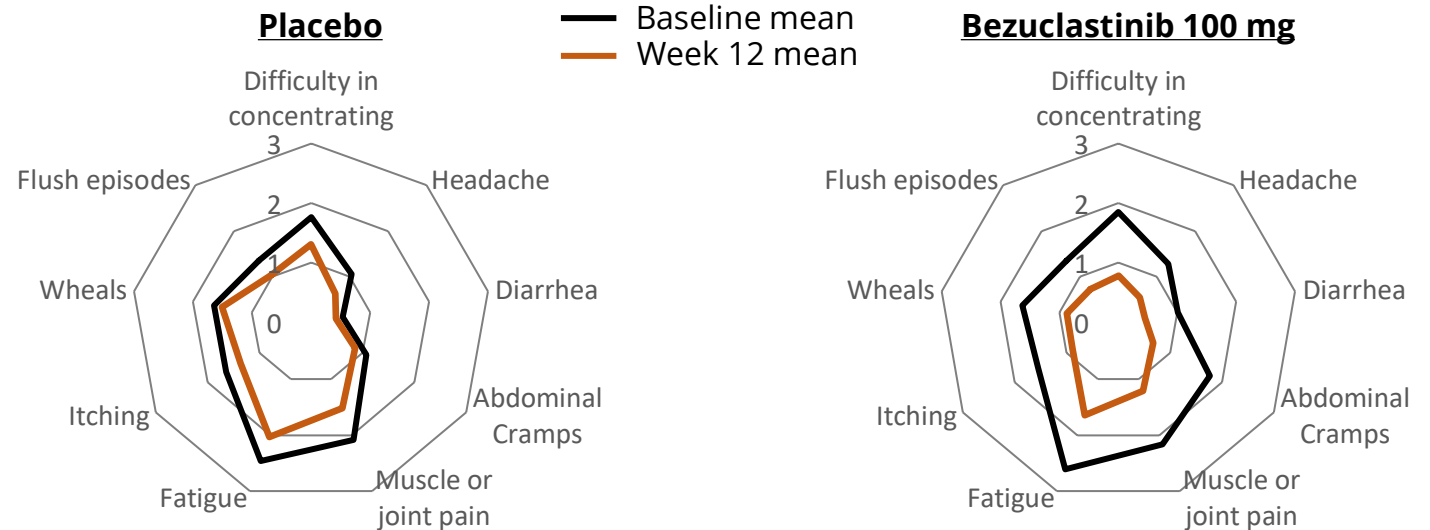 Placebo
Baseline mean
Week 12 mean
Bezuclastinib 100 mg
Difficulty in
concentrating
3
Flush episodes
Headache
2
1
Wheals
Diarrhea
0
Itching
Abdominal
Cramps
Fatigue
Muscle or
joint pain
Difficulty in
concentrating
3
Flush episodes
Headache
2
1
Wheals
Diarrhea
0
Itching
Abdominal
Cramps
Fatigue
Muscle or
joint pain